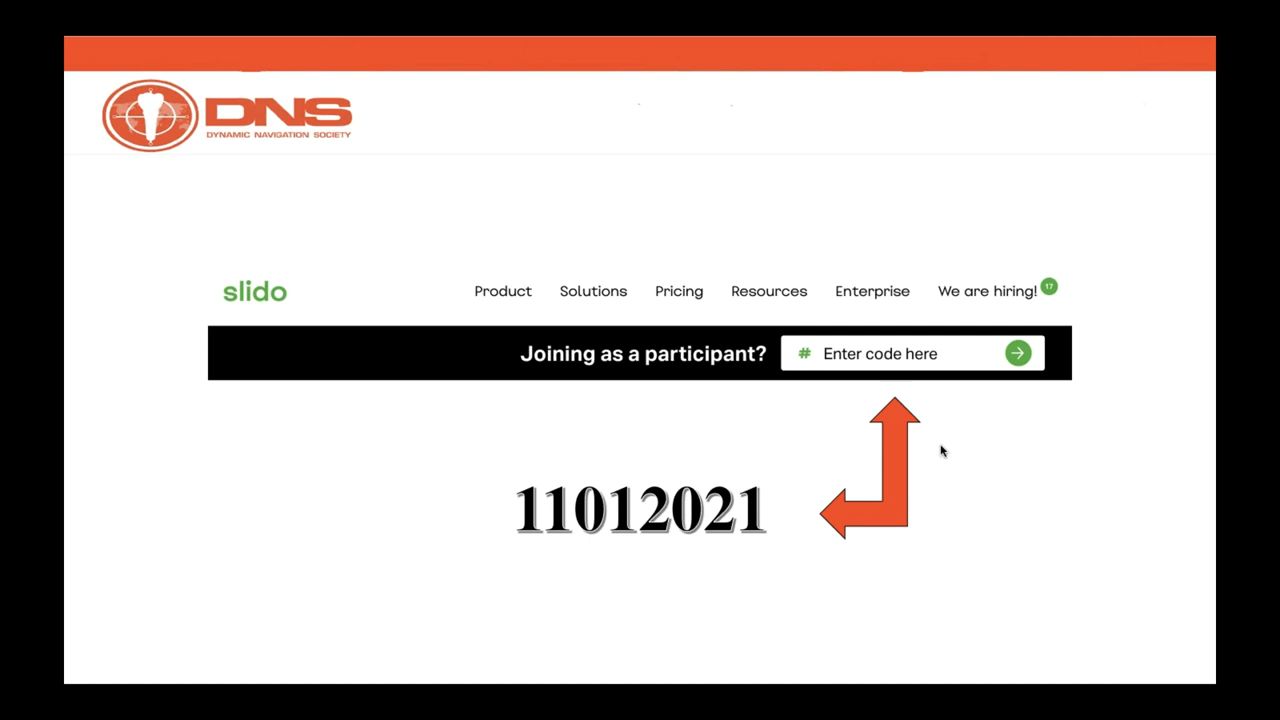 DNS
DYNAMIC NAVIGATION SOCIETY
slido
Product Solutions Pricing Resources Enterprise We are hiring! 17
Joining as a participant? # Enter code here
11012021